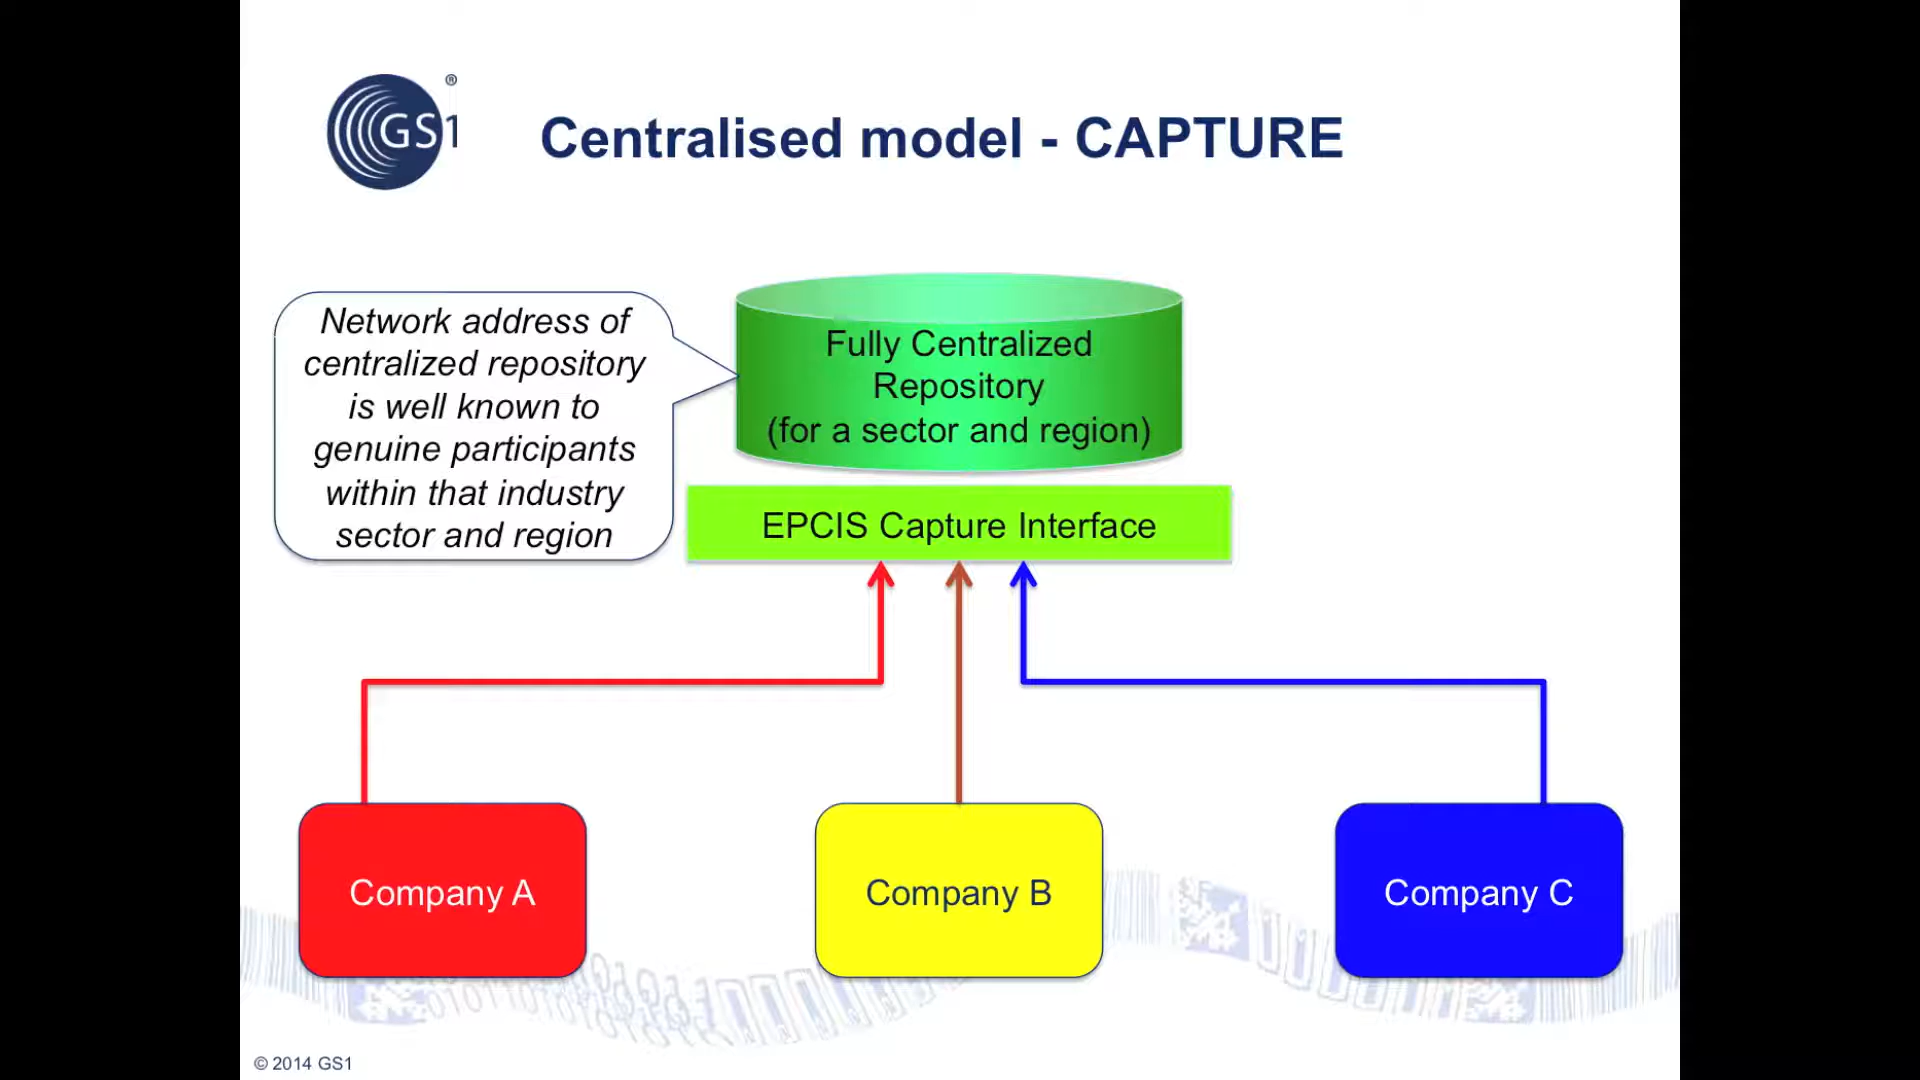 GS1
®
Centralised model - CAPTURE
Network address of
centralized repository
is well known to
genuine participants
within that industry
sector and region
Fully Centralized
Repository
(for a sector and region)
EPCIS Capture Interface
Company A
Company B
Company C
© 2014 GS1